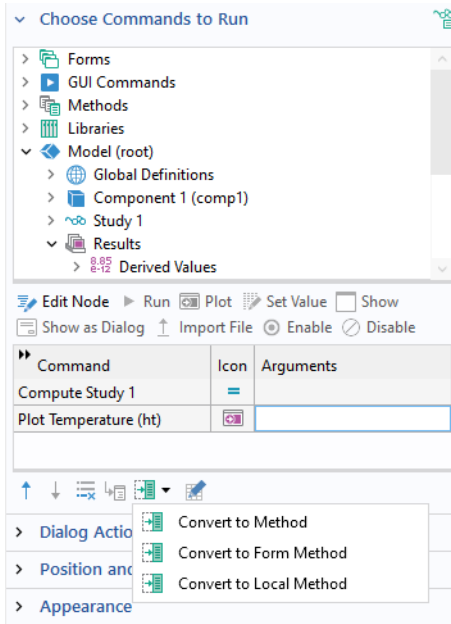 Choose Commands to Run
Forms
GUI Commands
Methods
Libraries
Model (root)
Global Definitions
Component 1 (comp1)
Study 1
Results
8.85
e-12 Derived Values
Edit Node Run Plot Set Value Show
Show as Dialog Import File Enable Disable
Command Icon Arguments
Compute Study 1 =
Plot Temperature (ht)
Convert to Method
Dialog Actio
Convert to Form Method
Position and
Convert to Local Method
Appearance